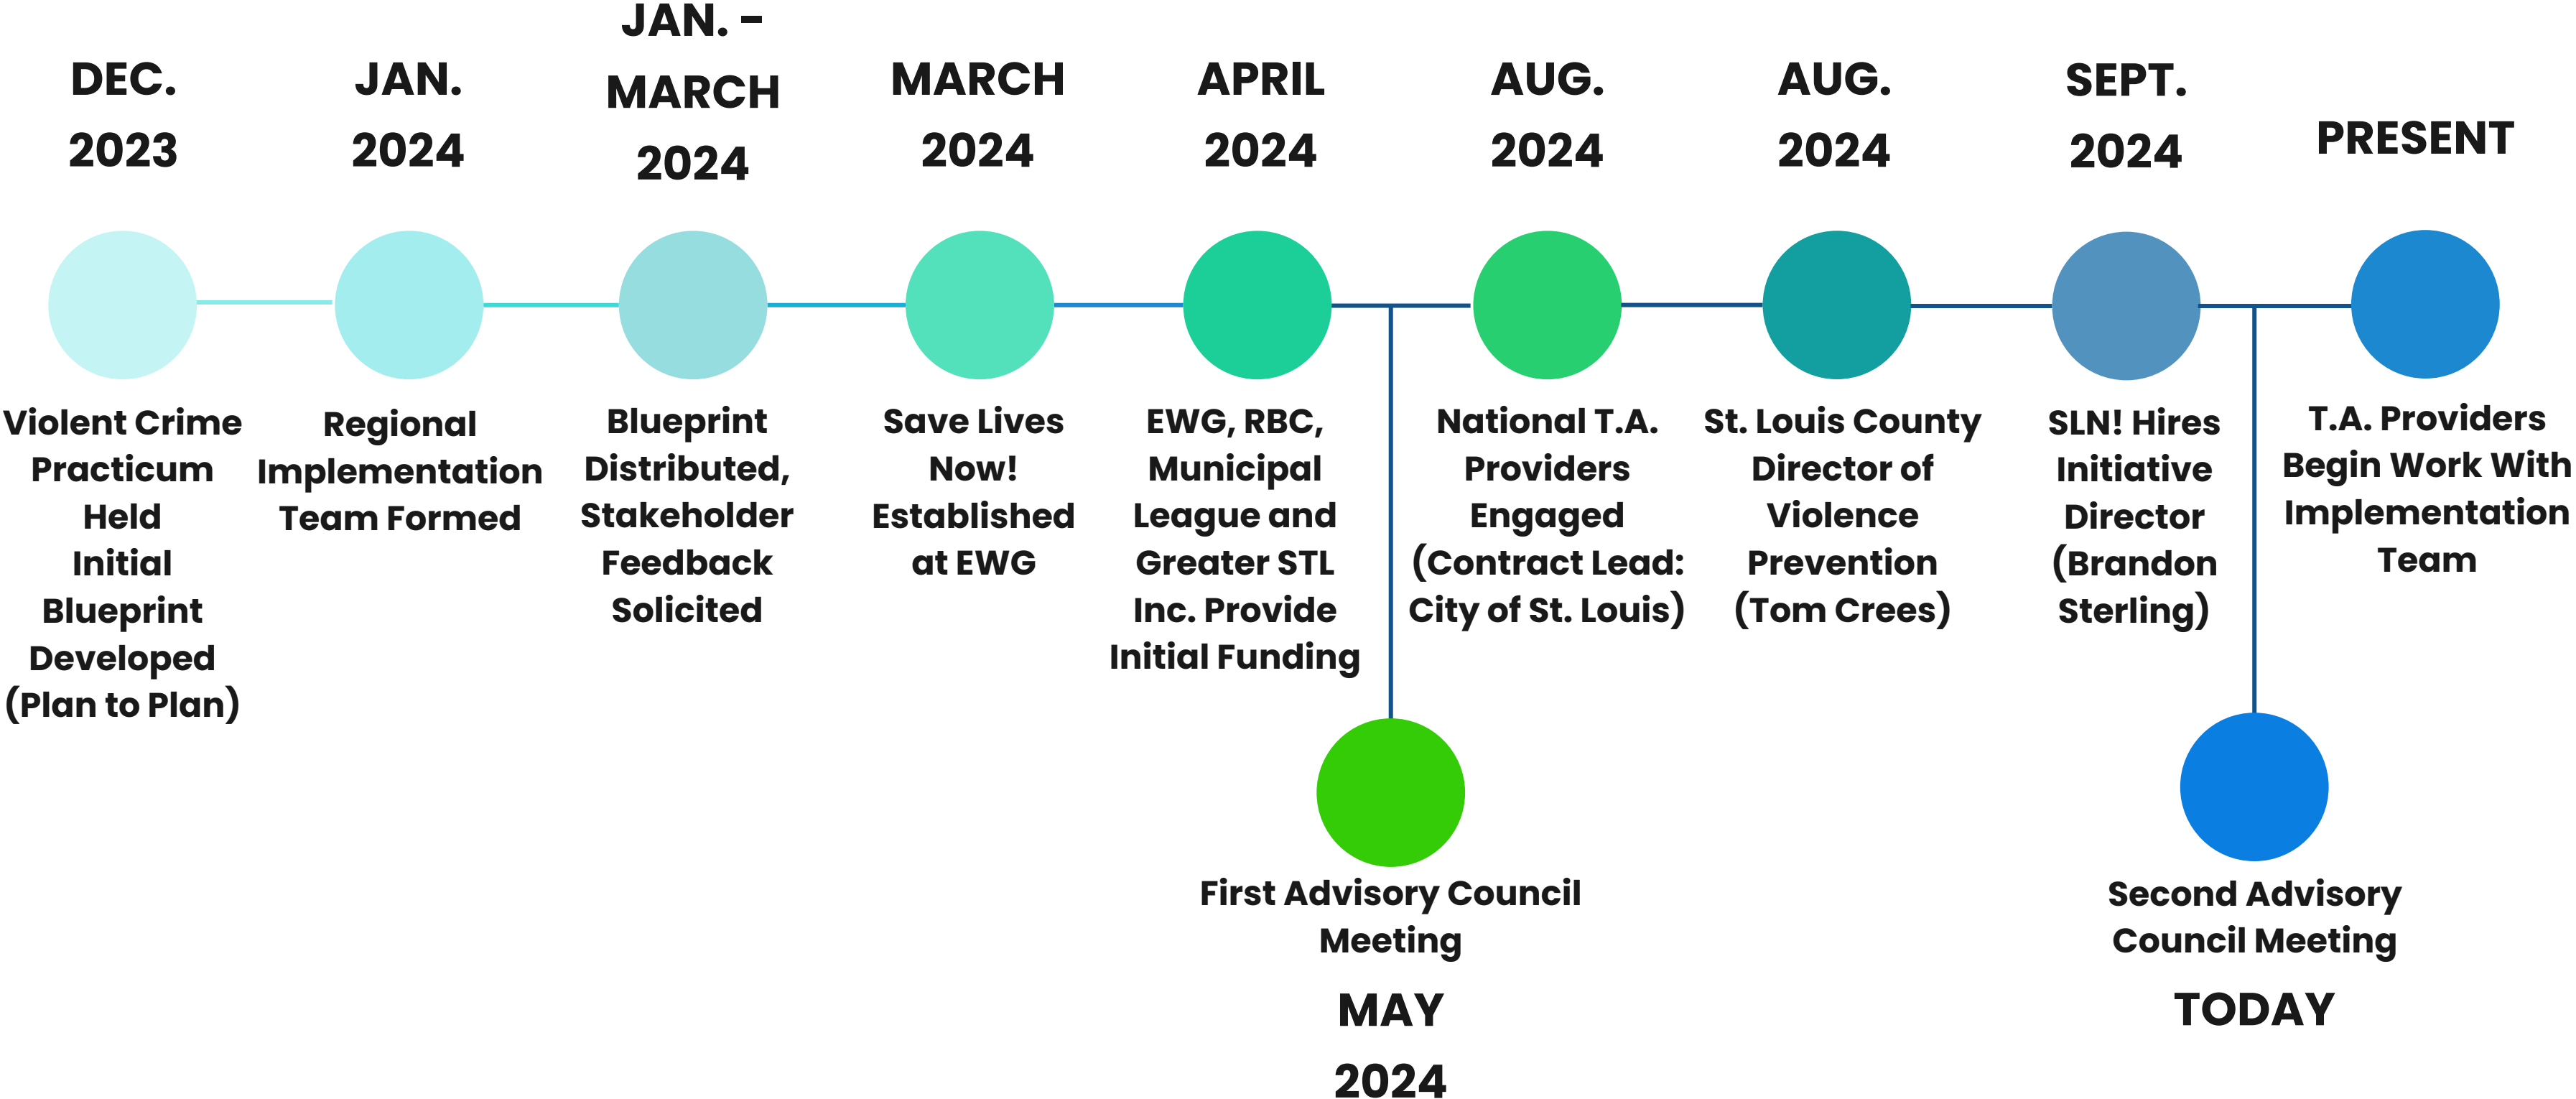 DEC.
2023
JAN.
2024
JAN. -
MARCH
2024
MARCH
2024
APRIL
2024
AUG.
2024
AUG.
2024
SEPT.
2024
PRESENT
Violent Crime
Practicum
Held
Initial
Blueprint
Developed
(Plan to Plan)
Regional
Implementation
Team Formed
Blueprint
Distributed,
Stakeholder
Feedback
Solicited
Save Lives
Now!
Established
at EWG
EWG, RBC,
Municipal
League and
Greater STL
Inc. Provide
Initial Funding
National T.A.
Providers
Engaged
(Contract Lead:
City of St. Louis)
St. Louis County
Director of
Violence
Prevention
(Tom Crees)
SLN! Hires
Initiative
Director
(Brandon
Sterling)
T.A. Providers
Begin Work With
Implementation
Team
First Advisory Council
Meeting
MAY
2024
Second Advisory
Council Meeting
TODAY